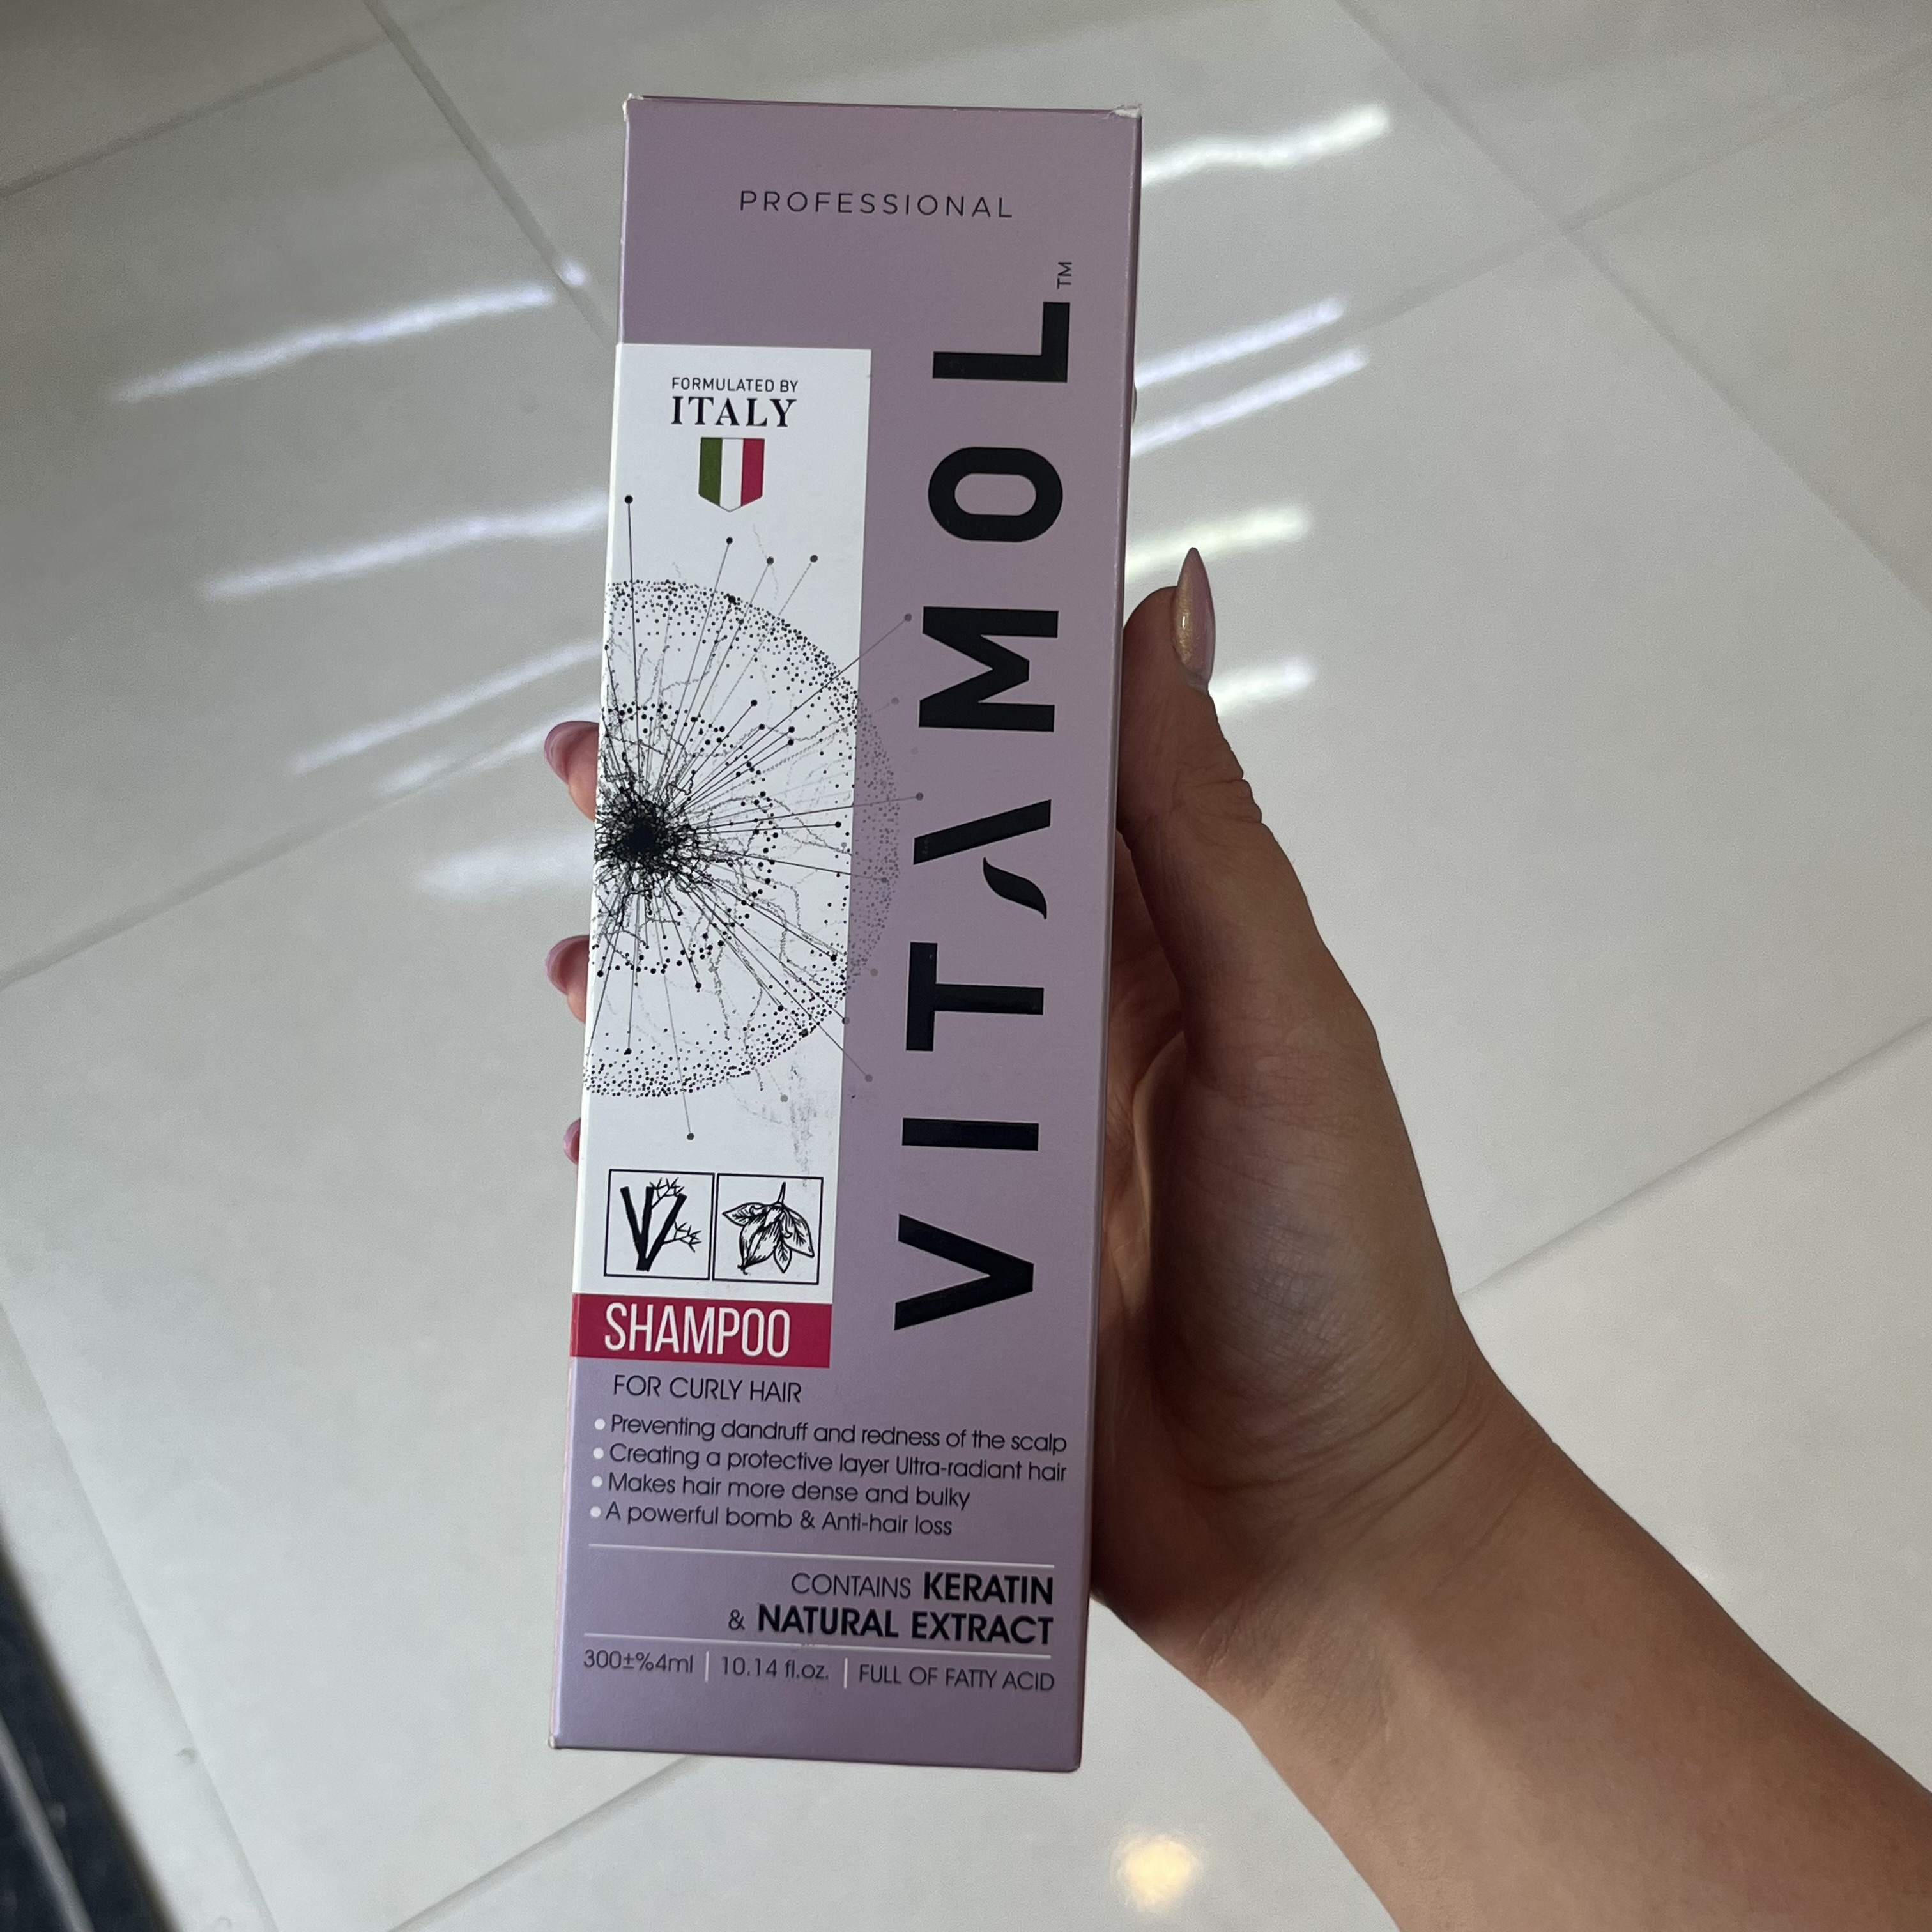 PROFESSIONAL
VITAMOL™
FORMULATED BY
ITALY
SHAMPOO
FOR CURLY HAIR
• Preventing dandruff and redness of the scalp
• Creating a protective layer Ultra-radiant hair
• Makes hair more dense and bulky
• A powerful bomb & Anti-hair loss
CONTAINS KERATIN
& NATURAL EXTRACT
300±%4ml | 10.14 fl.oz. | FULL OF FATTY ACID